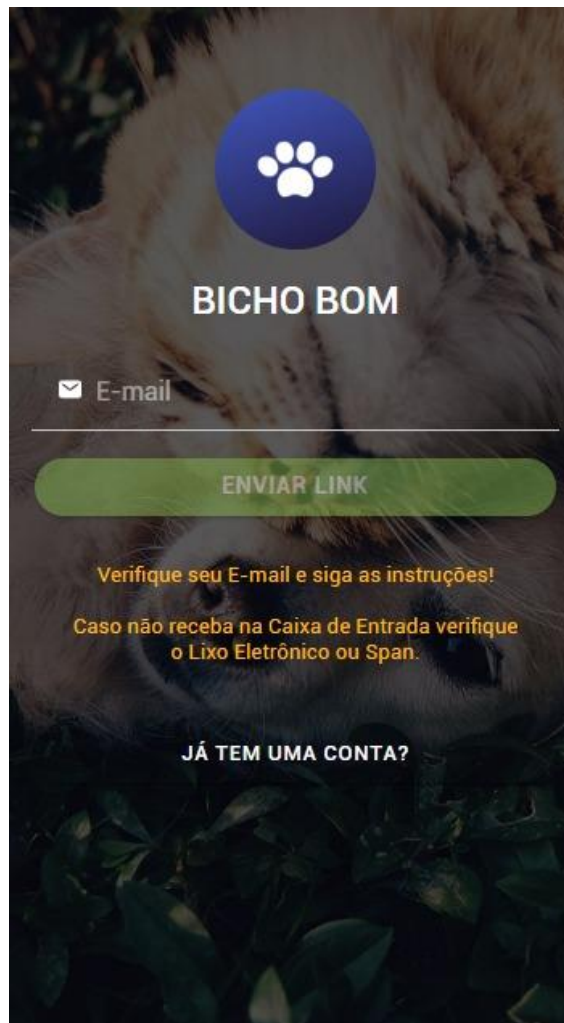 BICHO BOM
E-mail
ENVIAR LINK
Verifique seu E-mail e siga as instruções!
Caso não receba na Caixa de Entrada verifique
o Lixo Eletrônico ou Span.
JÁ TEM UMA CONTA?